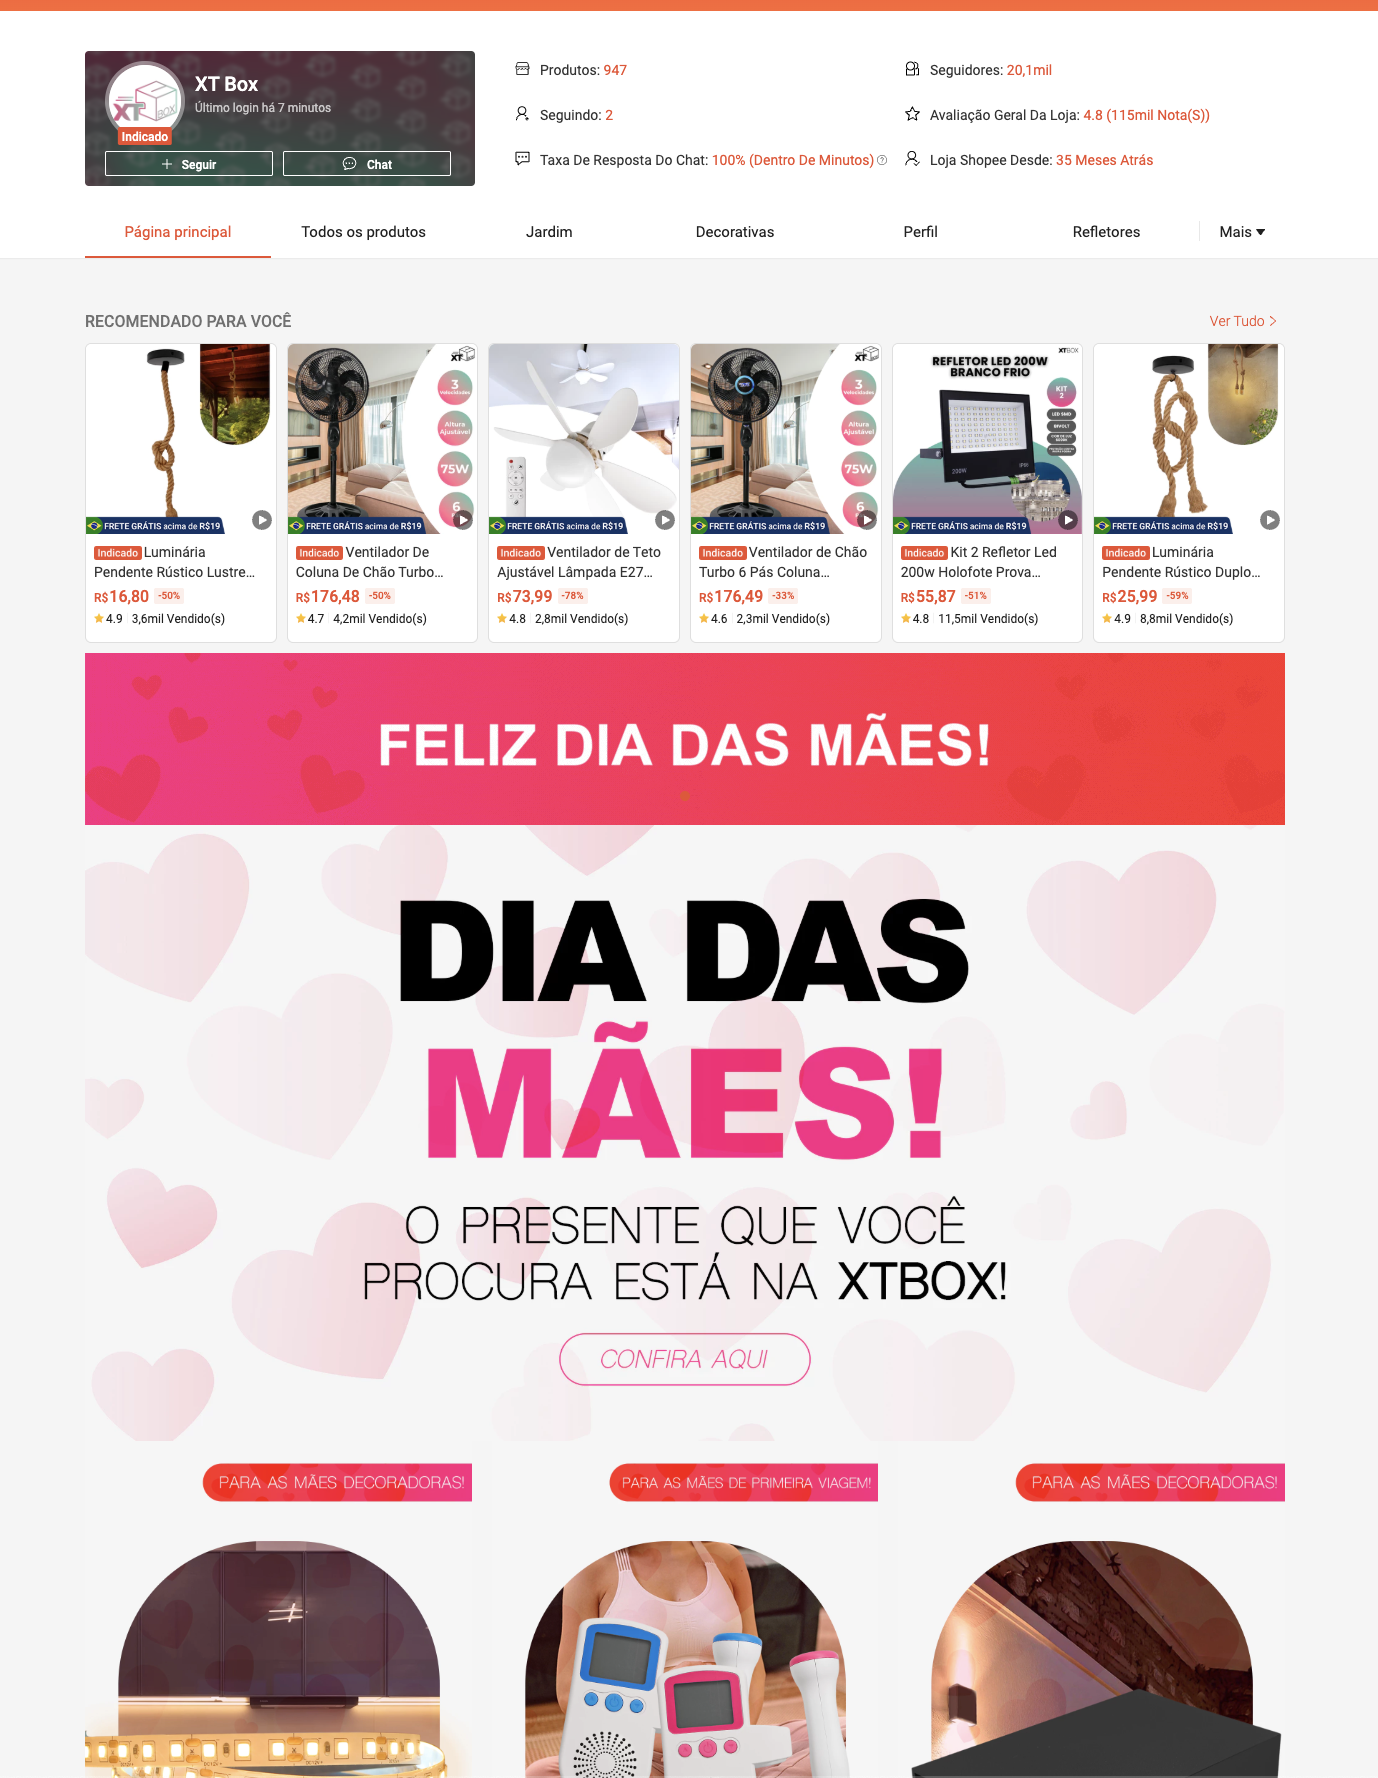 XT Box
Último login há 7 minutos
XT BOX
Indicado
Seguir
Chat
Produtos: 947
Seguindo: 2
Taxa De Resposta Do Chat: 100% (Dentro De Minutos)
Seguidores: 20,1mil
Avaliação Geral Da Loja: 4.8 (115mil Nota(S))
Loja Shopee Desde: 35 Meses Atrás
Página principal
Todos os produtos
Jardim
Decorativas
Perfil
Refletores
Mais
RECOMENDADO PARA VOCÊ
Ver Tudo
FRETE GRÁTIS acima de R$19
Indicado Luminária
Pendente Rústico Lustre...
R$16,80 -50%
4.9 3,6mil Vendido(s)
XT
3
Velocidades
Altura
Ajustável
75W
6
FRETE GRÁTIS acima de R$19
Indicado Ventilador De
Coluna De Chão Turbo...
R$176,48 -50%
4.7 4,2mil Vendido(s)
FRETE GRÁTIS acima de R$19
Indicado Ventilador de Teto
Ajustável Lâmpada E27...
R$73,99 -78%
4.8 2,8mil Vendido(s)
XT
3
Velocidades
Altura
Ajustável
75W
6
FRETE GRÁTIS acima de R$19
Indicado Ventilador de Chão
Turbo 6 Pás Coluna...
R$176,49 -33%
4.6 2,3mil Vendido(s)
XTBOX
REFLETOR LED 200W
BRANCO FRIO
KIT
2
LED SMD
BIVOLT
200W
FRETE GRÁTIS acima de R$19
Indicado Kit 2 Refletor Led
200w Holofote Prova...
R$55,87 -51%
4.8 11,5mil Vendido(s)
FRETE GRÁTIS acima de R$19
Indicado Luminária
Pendente Rústico Duplo...
R$25,99 -59%
4.9 8,8mil Vendido(s)
FELIZ DIA DAS MÃES!
DIA DAS
MÃES!
O PRESENTE QUE VOCÊ
PROCURA ESTÁ NA XTBOX!
CONFIRA AQUI
PARA AS MÃES DECORADORAS!
PARA AS MÃES DE PRIMEIRA VIAGEM!
PARA AS MÃES DECORADORAS!